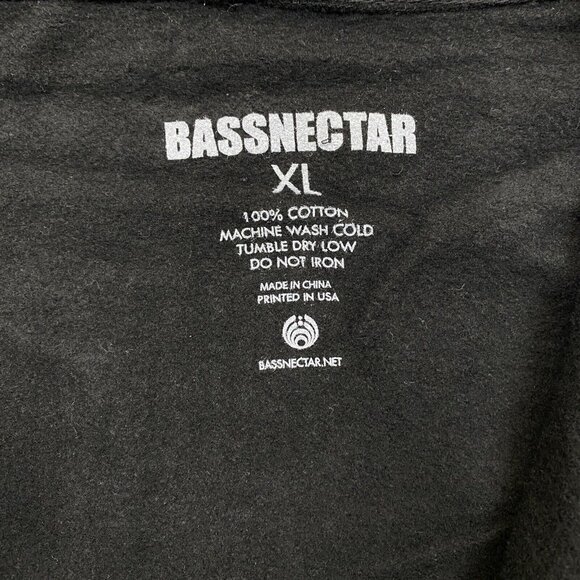 BASSNECTAR
XL
100% COTTON
MACHINE WASH COLD
TUMBLE DRY LOW
DO NOT IRON
MADE IN CHINA
PRINTED IN USA
BASSNECTAR.NET